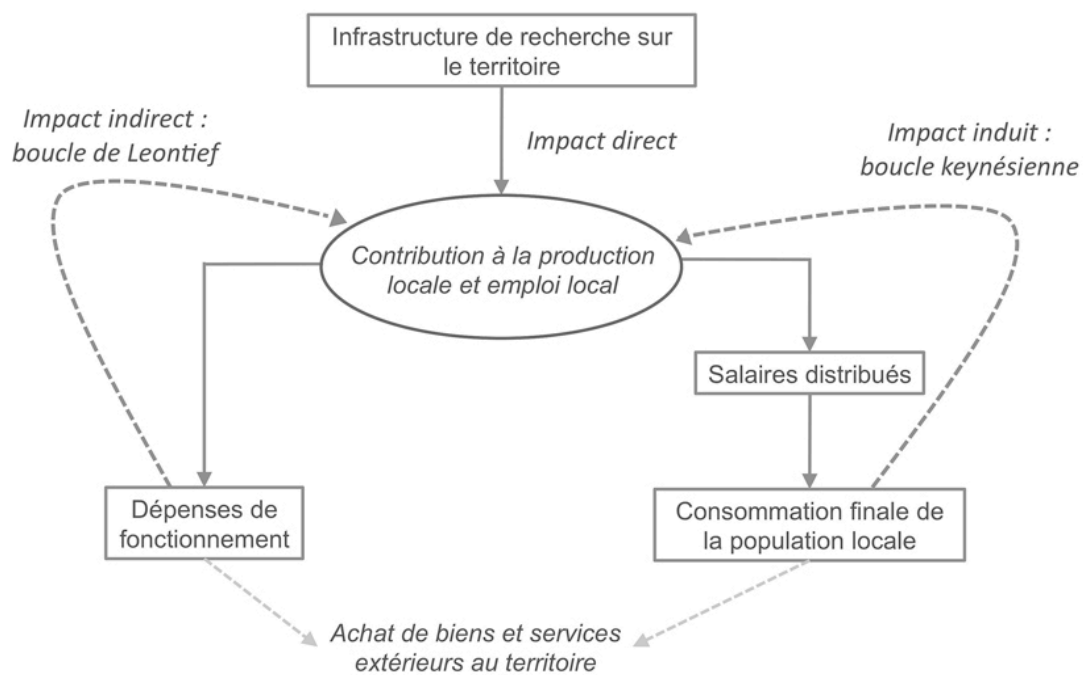 Infrastructure de recherche sur
le territoire
Impact indirect :
boucle de Leontief
Impact direct
Impact induit :
boucle keynésienne
Contribution à la production
locale et emploi local
Salaires distribués
Dépenses de
fonctionnement
Consommation finale de
la population locale
Achat de biens et services
extérieurs au territoire